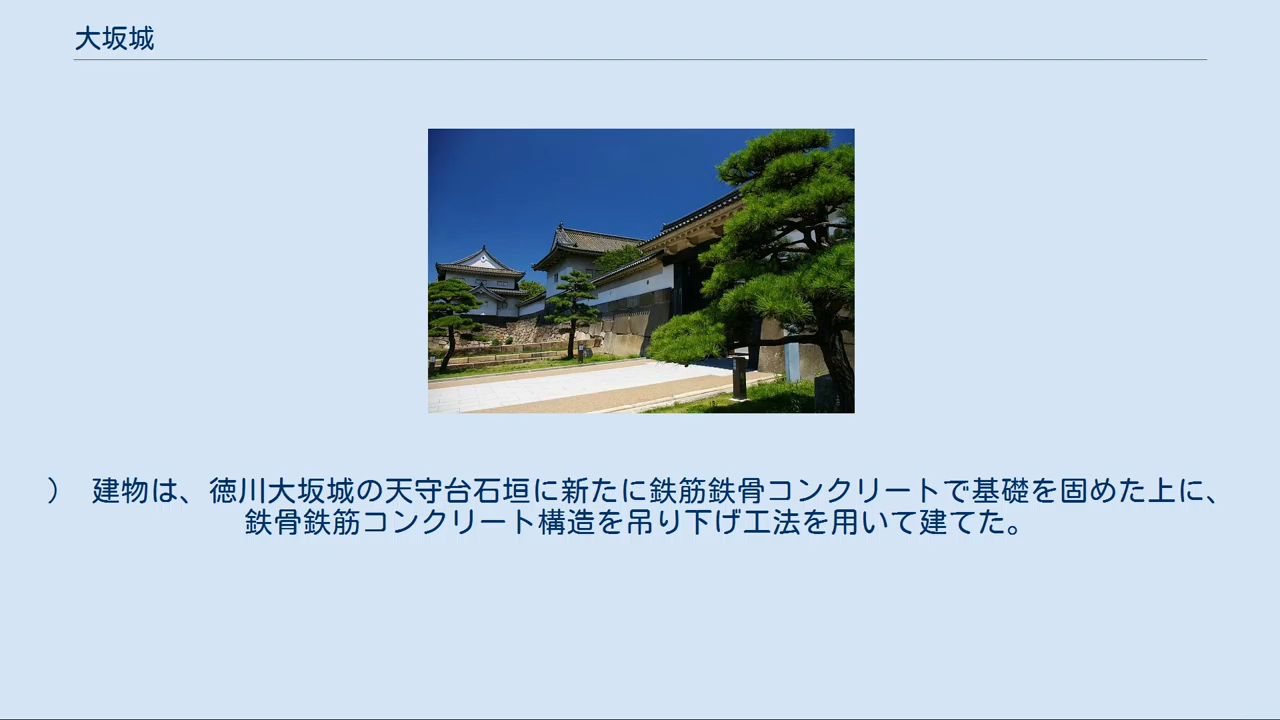 大坂城
） 建物は、徳川大坂城の天守台石垣に新たに鉄筋鉄骨コンクリートで基礎を固めた上に、
鉄骨鉄筋コンクリート構造を吊り下げ工法を用いて建てた。